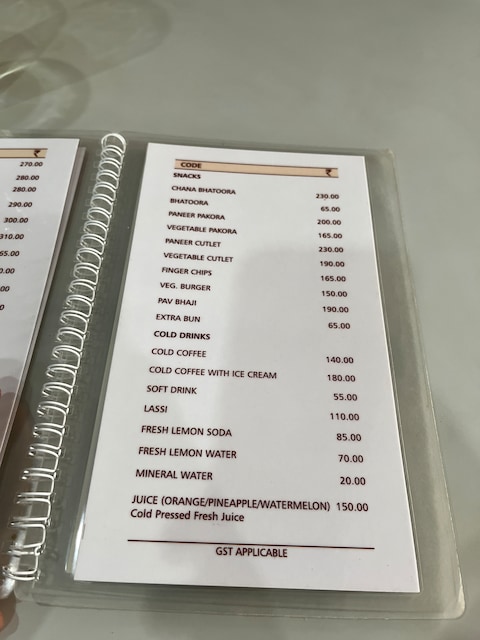 ₹
270.00
280.00
280.00
290.00
300.00
310.00
65.00
0.00
.00
CODE ₹
SNACKS
CHANA BHATOORA 230.00
BHATOORA 65.00
PANEER PAKORA 200.00
VEGETABLE PAKORA 165.00
PANEER CUTLET 230.00
VEGETABLE CUTLET 190.00
FINGER CHIPS 165.00
VEG. BURGER 150.00
PAV BHAJI 190.00
EXTRA BUN 65.00
COLD DRINKS
COLD COFFEE 140.00
COLD COFFEE WITH ICE CREAM 180.00
SOFT DRINK 55.00
LASSI 110.00
FRESH LEMON SODA 85.00
FRESH LEMON WATER 70.00
MINERAL WATER 20.00
JUICE (ORANGE/PINEAPPLE/WATERMELON) 150.00
Cold Pressed Fresh Juice
GST APPLICABLE